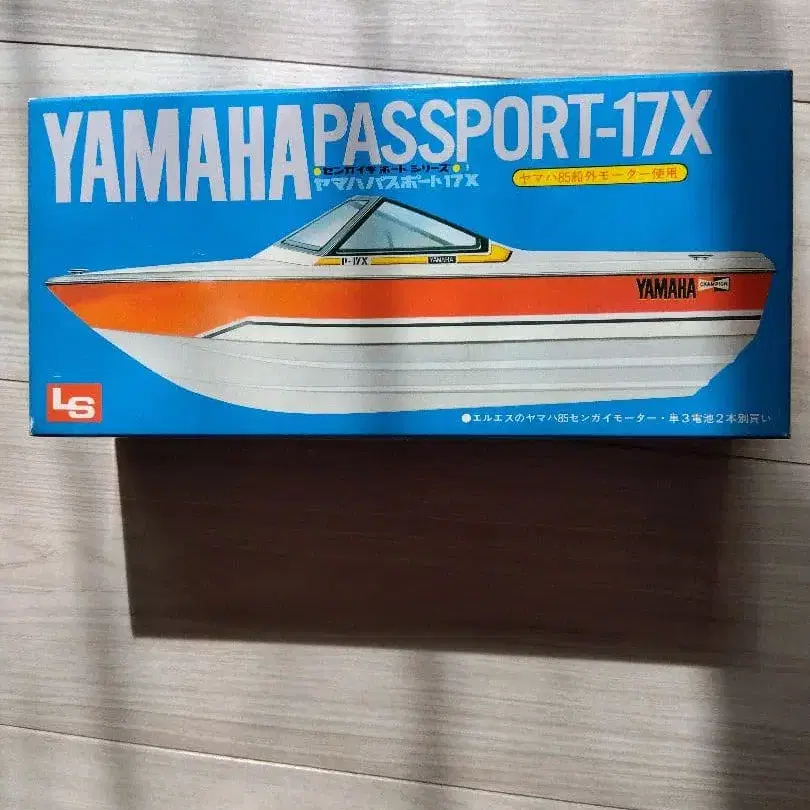 YAMAHA PASSPORT-17X
●センガイキ ボート シリーズ●
ヤマハパスポート17X
ヤマハ85船外モーター使用
P-17X
YAMAHA
YAMAHA
CHAMPION
LS
●エルエスのヤマハ85センガイモーター・単3電池2本別買い